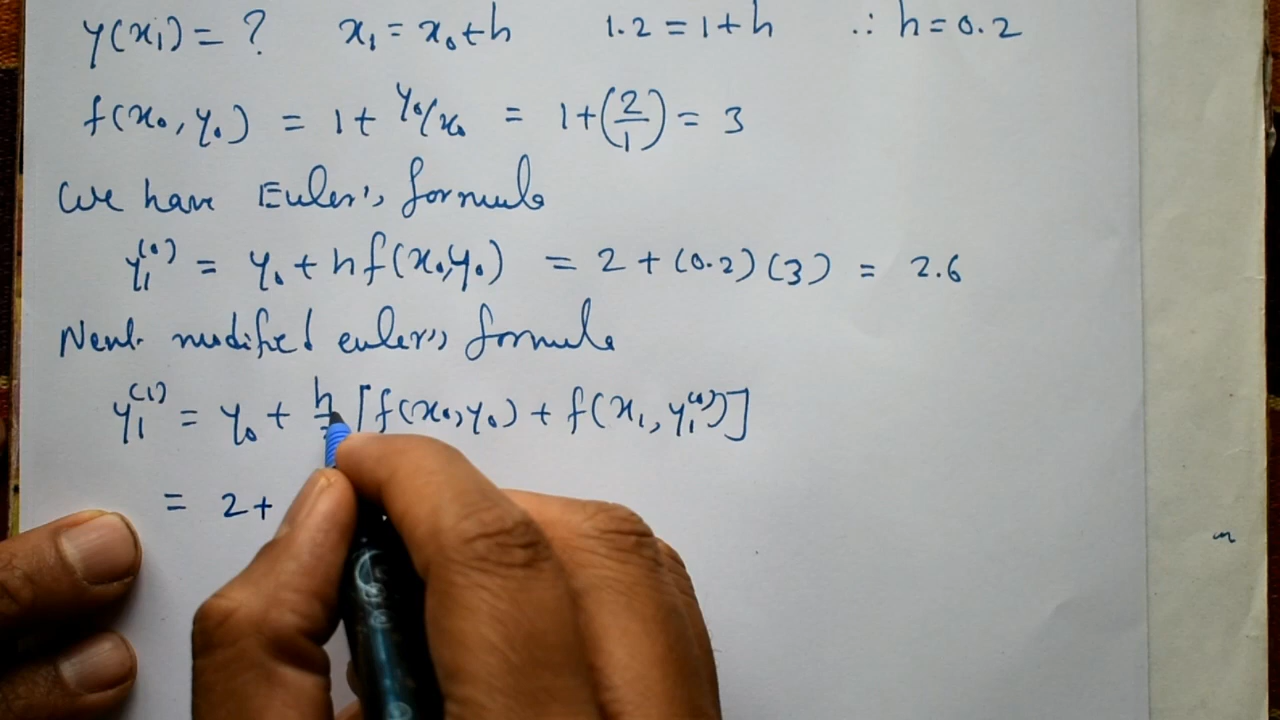 y(x₁) = ? x₁ = x₀ + h 1.2 = 1 + h ∴ h = 0.2
f(x₀, y₀) = 1 + y₀/x₀ = 1 + (2/1) = 3
We have Euler's formula
y₁⁽⁰⁾ = y₀ + h f(x₀, y₀) = 2 + (0.2) (3) = 2.6
Next modified euler's formula
y₁⁽¹⁾ = y₀ + h/2 [f(x₀, y₀) + f(x₁, y₁⁽⁰⁾)]
= 2 +